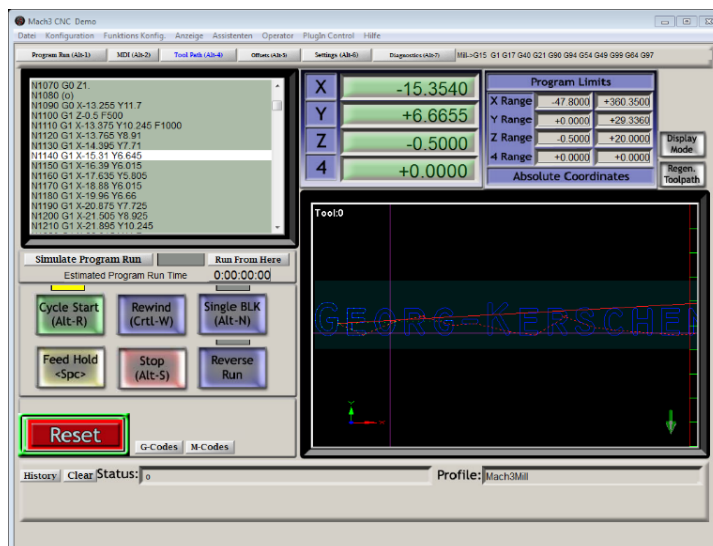 Mach3 CNC Demo
Datei Konfiguration Funktions Konfig. Anzeige Assistenten Operator PlugIn Control Hilfe
Program Run (Alt-1) MDI (Alt-2) Tool Path (Alt-4) Offsets (Alt-5) Settings (Alt-6) Diagnostics (Alt-7) Mill->G15 G1 G17 G40 G21 G90 G94 G54 G49 G99 G64 G97
N1070 G0 Z1.
N1080 (o)
N1090 G0 X-13.255 Y11.7
N1100 G1 Z-0.5 F500
N1110 G1 X-13.375 Y10.245 F1000
N1120 G1 X-13.765 Y8.91
N1130 G1 X-14.395 Y7.71
N1140 G1 X-15.31 Y6.645
N1150 G1 X-16.39 Y6.015
N1160 G1 X-17.635 Y5.805
N1170 G1 X-18.88 Y6.015
N1180 G1 X-19.96 Y6.66
N1190 G1 X-20.875 Y7.725
N1200 G1 X-21.505 Y8.925
N1210 G1 X-21.895 Y10.245
X -15.3540
Y +6.6655
Z -0.5000
4 +0.0000
Program Limits
X Range -47.8000 +360.3500
Y Range +0.0000 +29.3360
Z Range -0.5000 +20.0000
4 Range +0.0000 +0.0000
Absolute Coordinates
Display Mode
Regen. Toolpath
Tool:0
GEORG-KERSCHEN
Simulate Program Run Run From Here
Estimated Program Run Time 0:00:00:00
Cycle Start (Alt-R) Rewind (Crtl-W) Single BLK (Alt-N)
Feed Hold <Spc> Stop (Alt-S) Reverse Run
Reset
G-Codes M-Codes
History Clear Status: o Profile: Mach3Mill